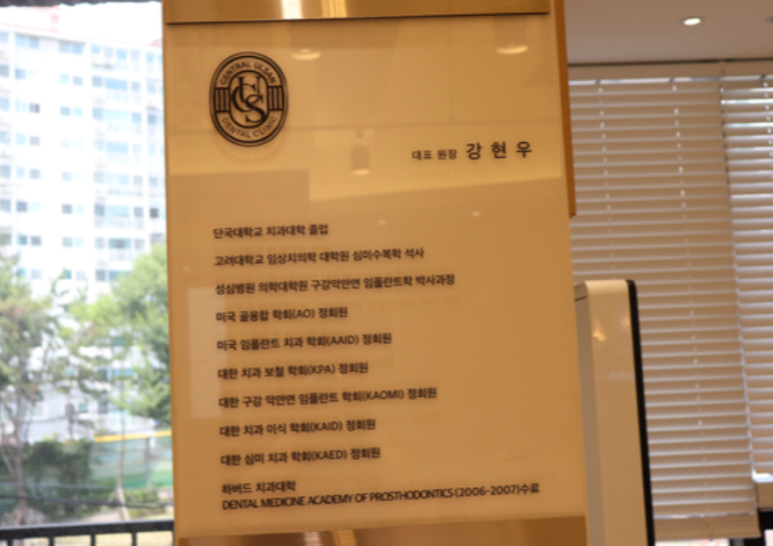 CENTRAL ULSAN
UCS
DENTAL CLINIC
대표 원장 강현우
단국대학교 치과대학 졸업
고려대학교 임상치의학 대학원 심미수복학 석사
성심병원 의학대학원 구강악안면 임플란트학 박사과정
미국 골융합 학회(AO) 정회원
미국 임플란트 치과 학회(AAID) 정회원
대한 치과 보철 학회(KPA) 정회원
대한 구강 악안면 임플란트 학회(KAOMI) 정회원
대한 치과 이식 학회(KAID) 정회원
대한 심미 치과 학회(KAED) 정회원
하버드 치과대학
DENTAL MEDICINE ACADEMY OF PROSTHODONTICS (2006-2007)수료